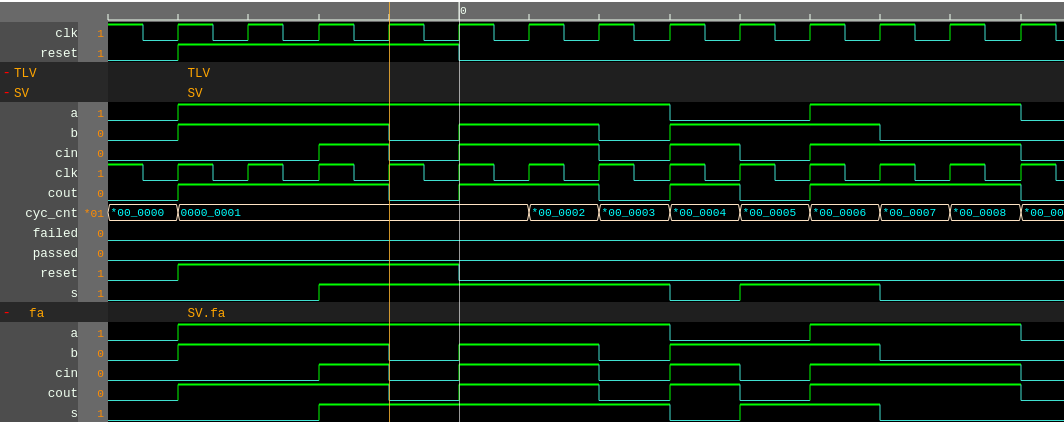 0
clk 1
reset 1
- TLV TLV
- SV SV
a 1
b 0
cin 0
clk 1
cout 0
cyc_cnt *01 *00_0000 0000_0001 *00_0002 *00_0003 *00_0004 *00_0005 *00_0006 *00_0007 *00_0008 *00_00
failed 0
passed 0
reset 1
s 1
- fa SV.fa
a 1
b 0
cin 0
cout 0
s 1